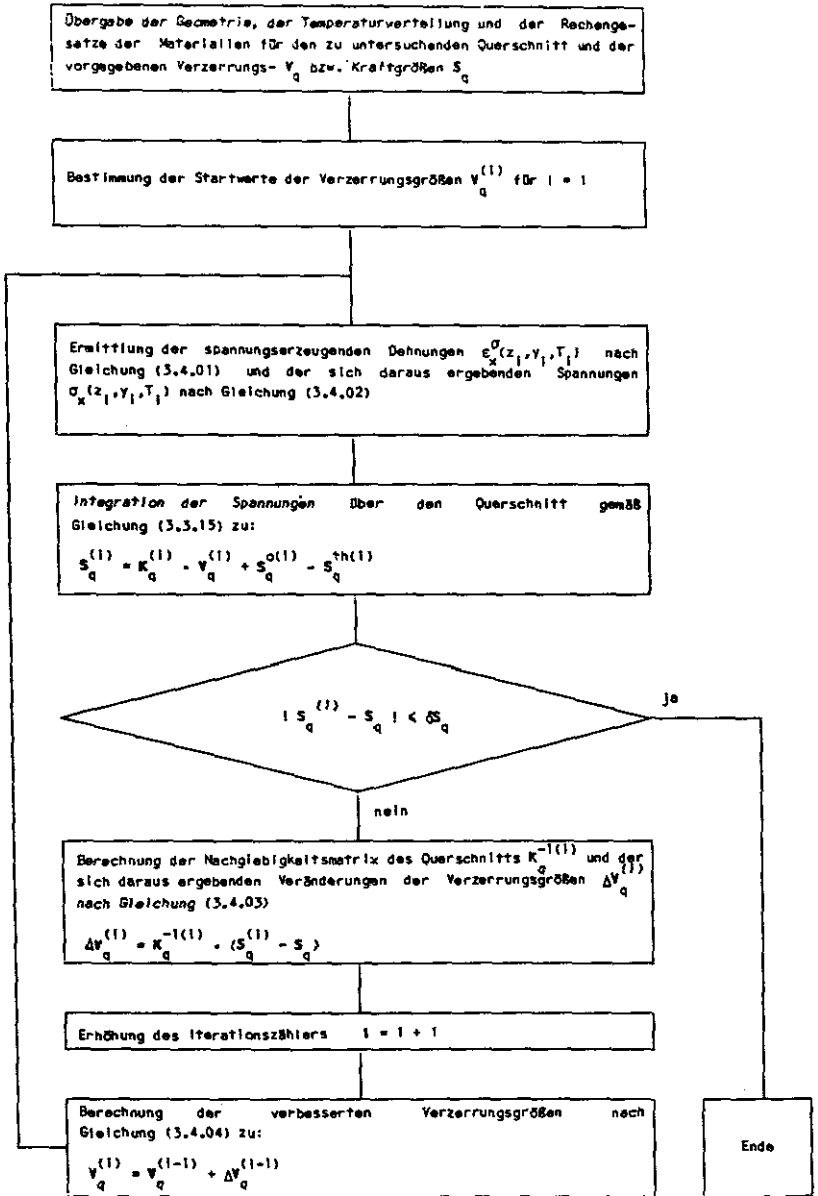 Übergabe der Geometrie, der Temperaturverteilung und der Rechenge-
setze der Materialien für den zu untersuchenden Querschnitt und der
vorgegebenen Verzerrungs- V_q bzw. Kraftgrößen S_q
Bestimmung der Startwerte der Verzerrungsgrößen V_q^(i) für i = 1
Ermittlung der spannungserzeugenden Dehnungen ε_x^σ(z_i,y_i,T_i) nach
Gleichung (3.4.01) und der sich daraus ergebenden Spannungen
σ_x(z_i,y_i,T_i) nach Gleichung (3.4.02)
Integration der Spannungen über den Querschnitt gemäß
Gleichung (3.3.15) zu:
S_q^(i) = K_q^(i) · V_q^(i) + S_q^o(i) - S_q^th(i)
ja
! S_q^(i) - S_q ! < δS_q
nein
Berechnung der Nachgiebigkeitsmatrix des Querschnitts K_q^-1(i) und der
sich daraus ergebenden Veränderungen der Verzerrungsgrößen ΔV_q^(i)
nach Gleichung (3.4.03)
ΔV_q^(i) = K_q^-1(i) · (S_q^(i) - S_q)
Erhöhung des Iterationszählers i = i + 1
Berechnung der verbesserten Verzerrungsgrößen nach
Gleichung (3.4.04) zu:
V_q^(i) = V_q^(i-1) + ΔV_q^(i-1)
Ende